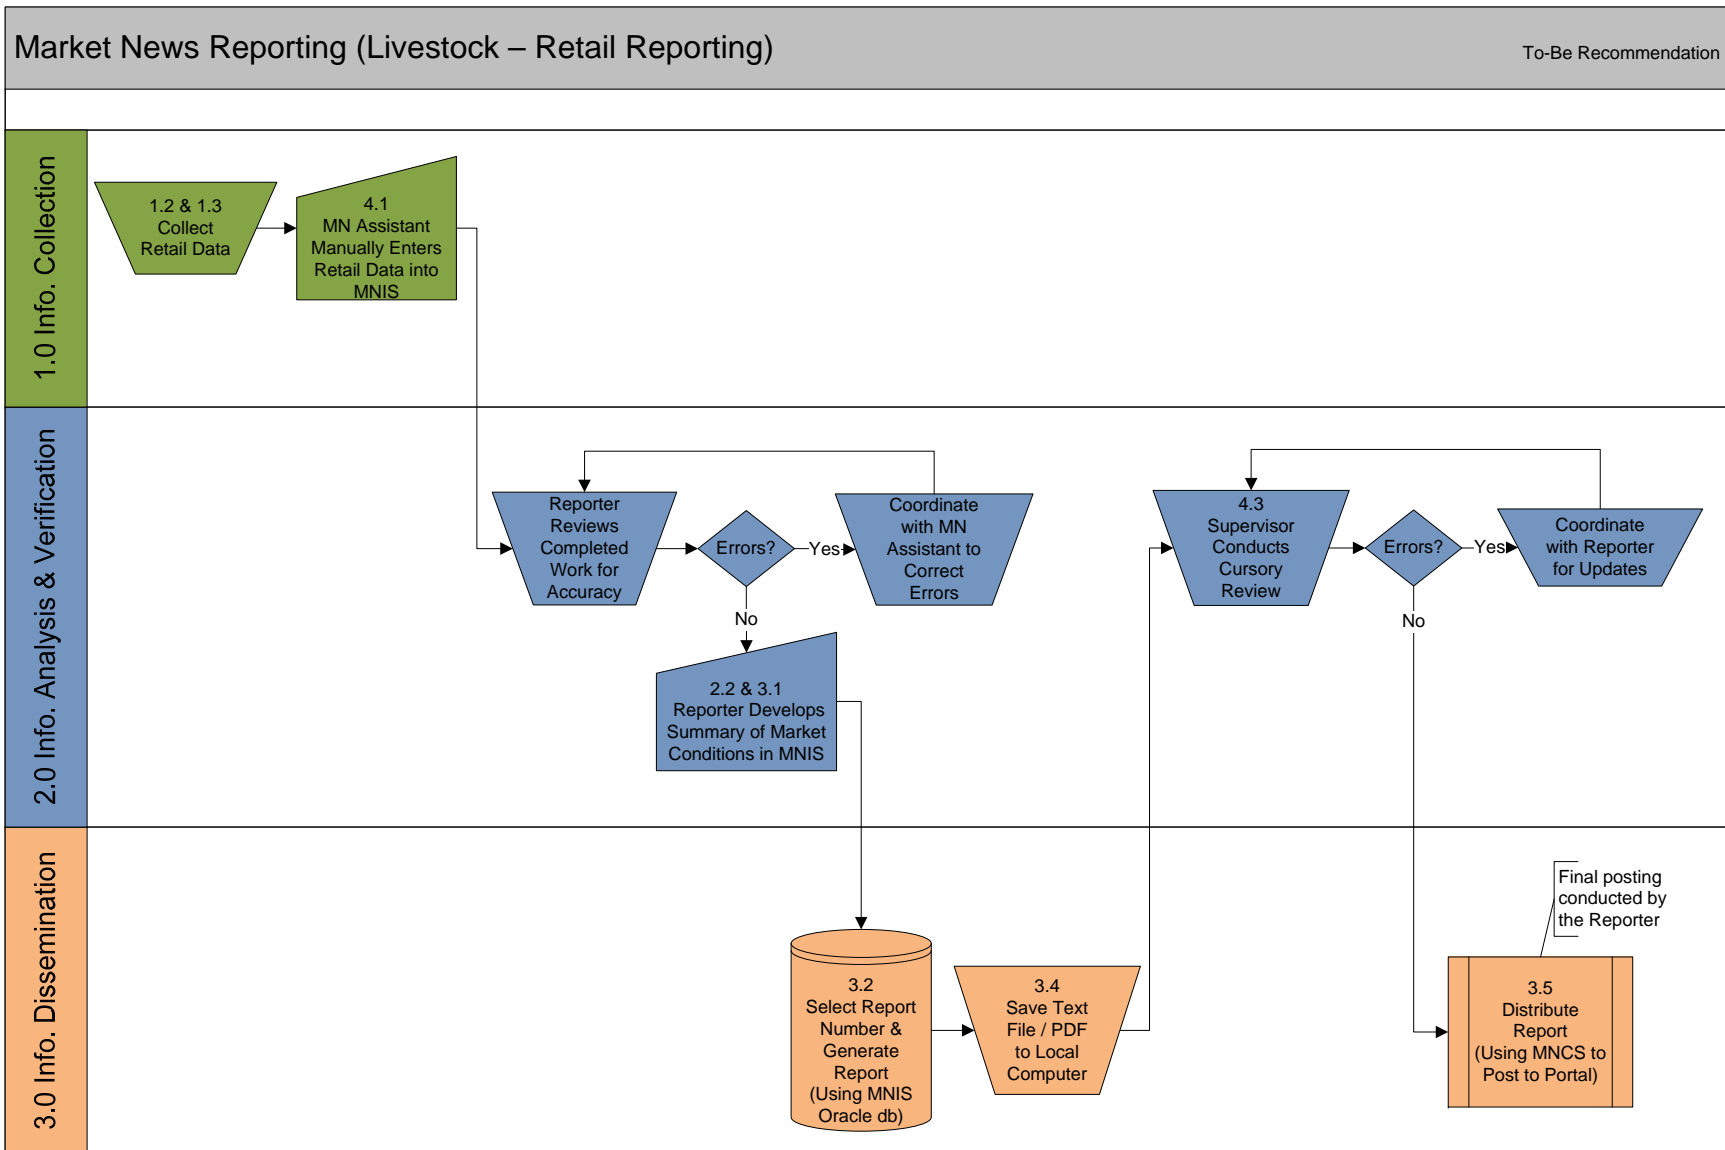 Market News Reporting (Livestock – Retail Reporting)
To-Be Recommendation
1.0 Info. Collection
1.2 & 1.3
Collect
Retail Data
4.1
MN Assistant
Manually Enters
Retail Data into
MNIS
2.0 Info. Analysis & Verification
Reporter
Reviews
Completed
Work for
Accuracy
Errors?
Yes
Coordinate
with MN
Assistant to
Correct
Errors
No
2.2 & 3.1
Reporter Develops
Summary of Market
Conditions in MNIS
4.3
Supervisor
Conducts
Cursory
Review
Errors?
Yes
Coordinate
with Reporter
for Updates
No
3.0 Info. Dissemination
3.2
Select Report
Number &
Generate
Report
(Using MNIS
Oracle db)
3.4
Save Text
File / PDF
to Local
Computer
Final posting
conducted by
the Reporter
3.5
Distribute
Report
(Using MNCS to
Post to Portal)